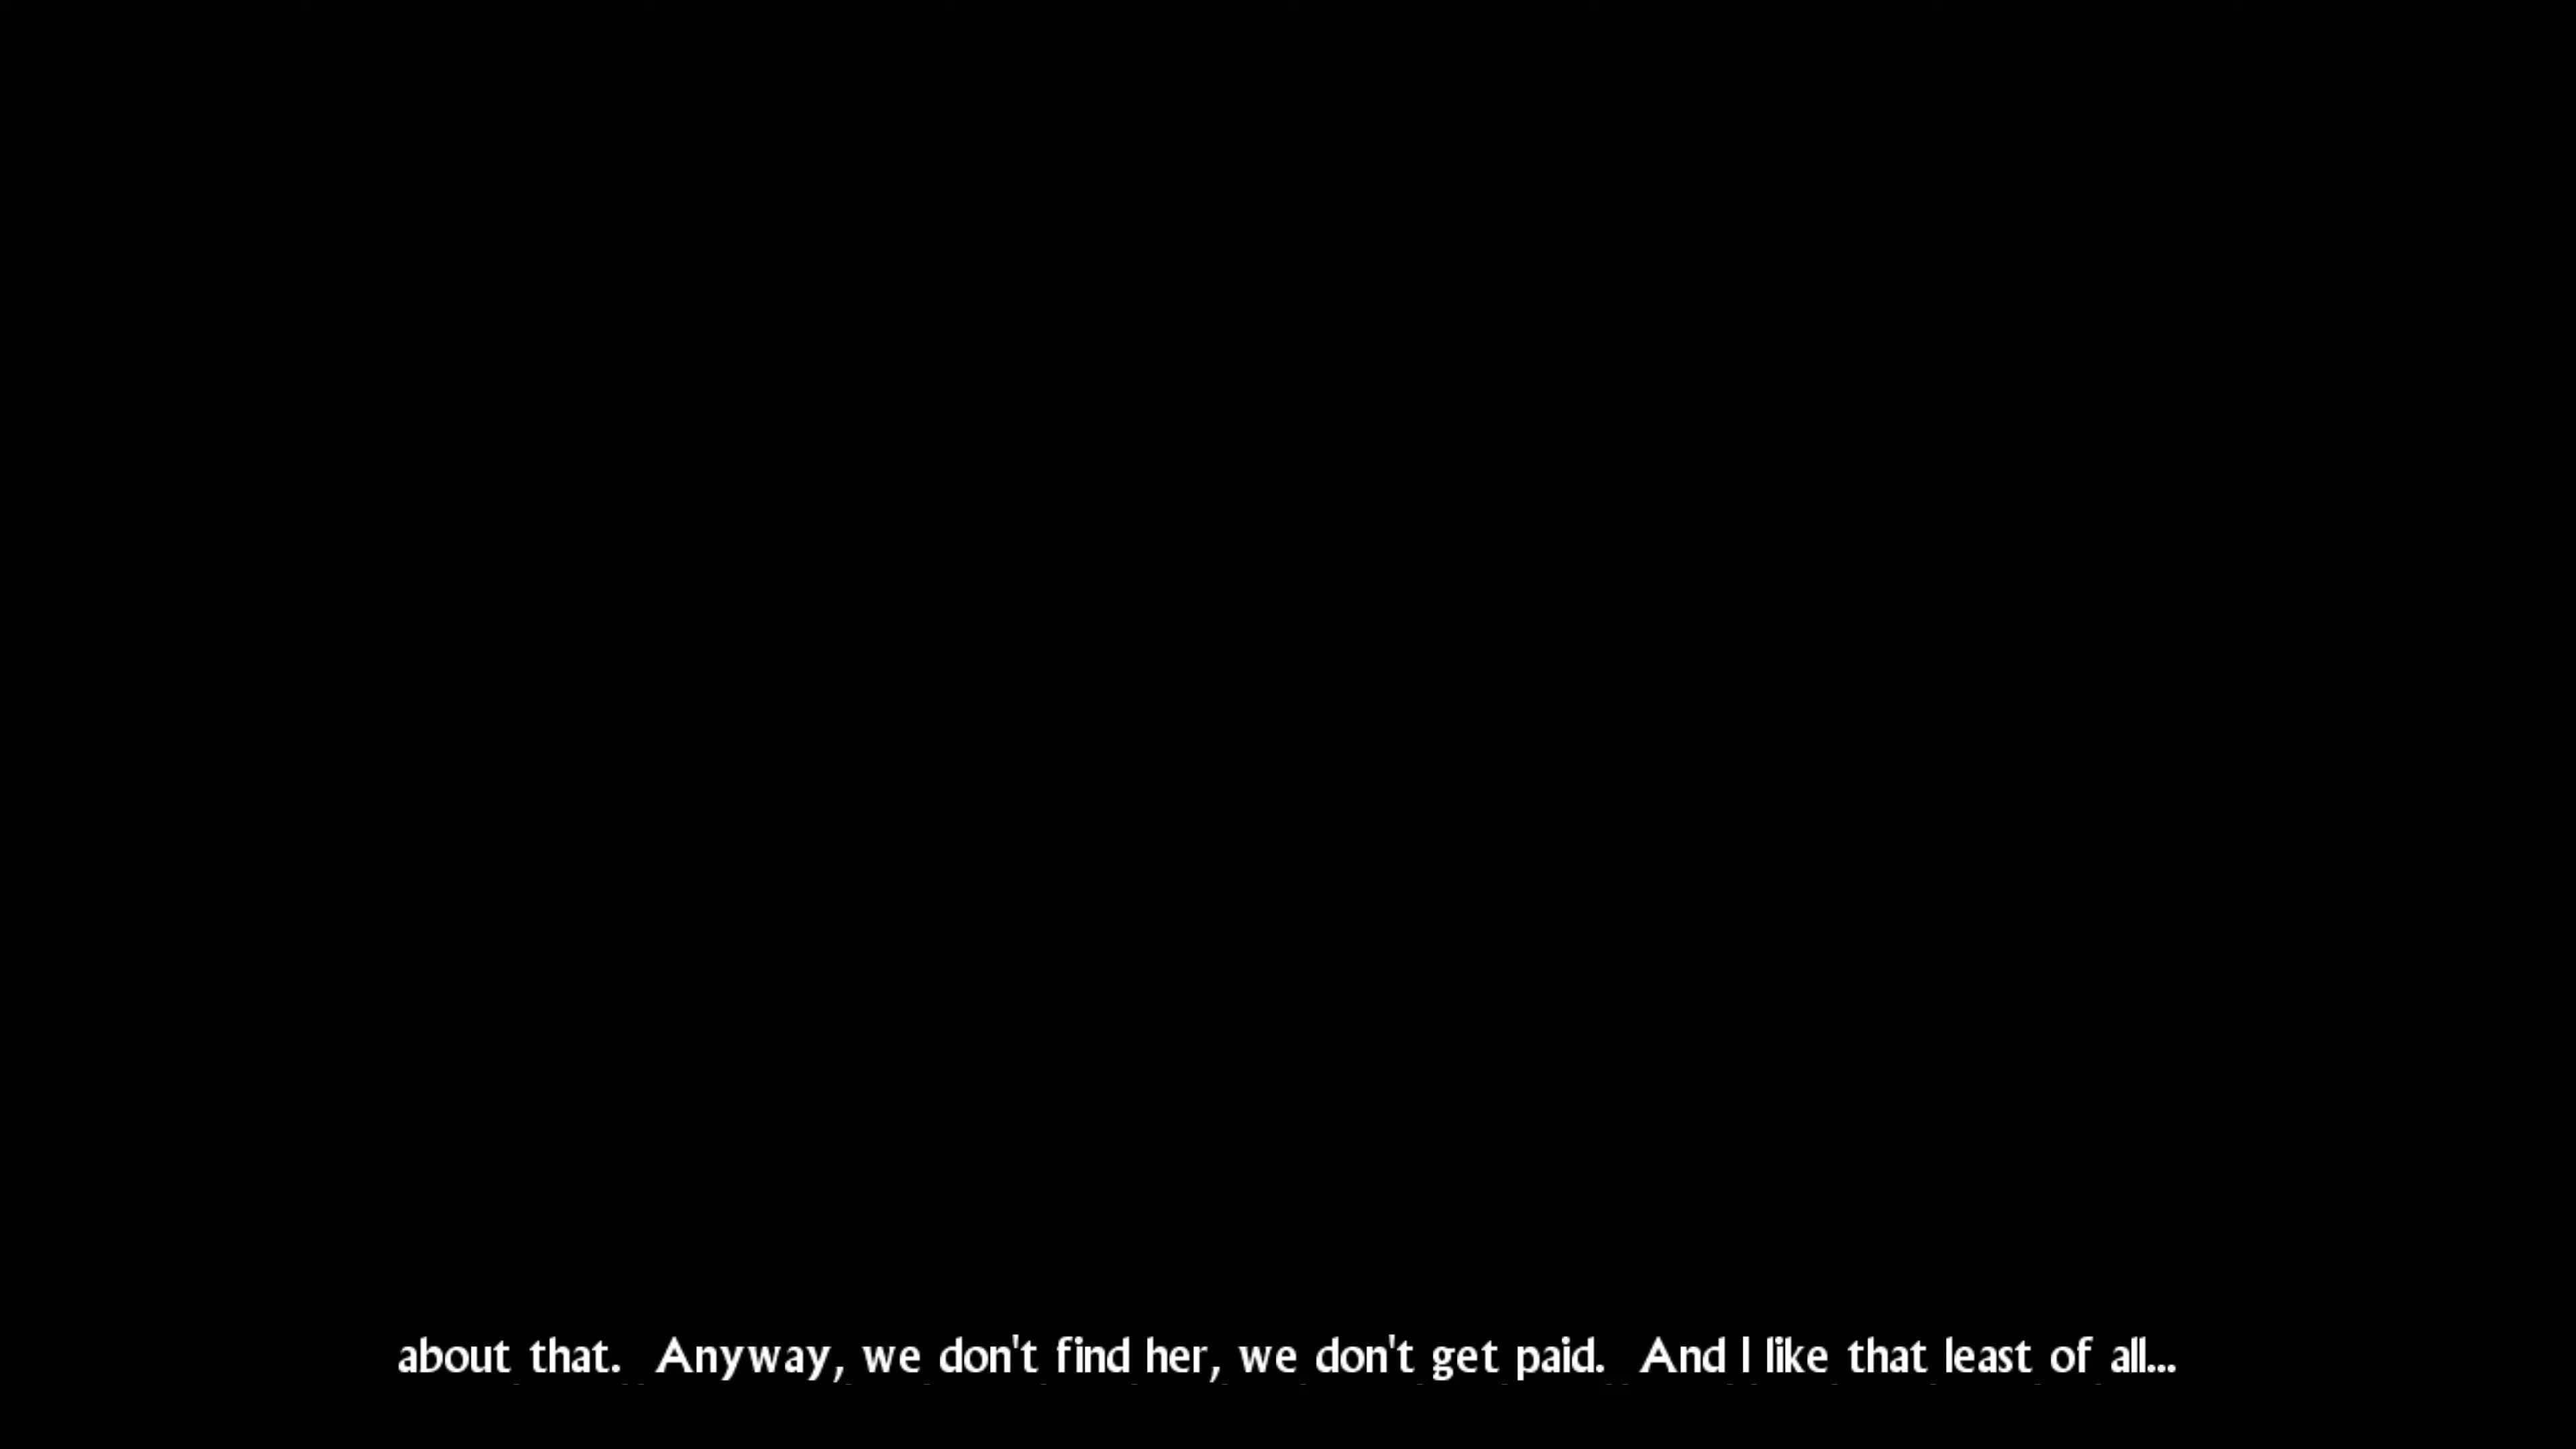 about that.  Anyway, we don't find her, we don't get paid.  And I like that least of all...